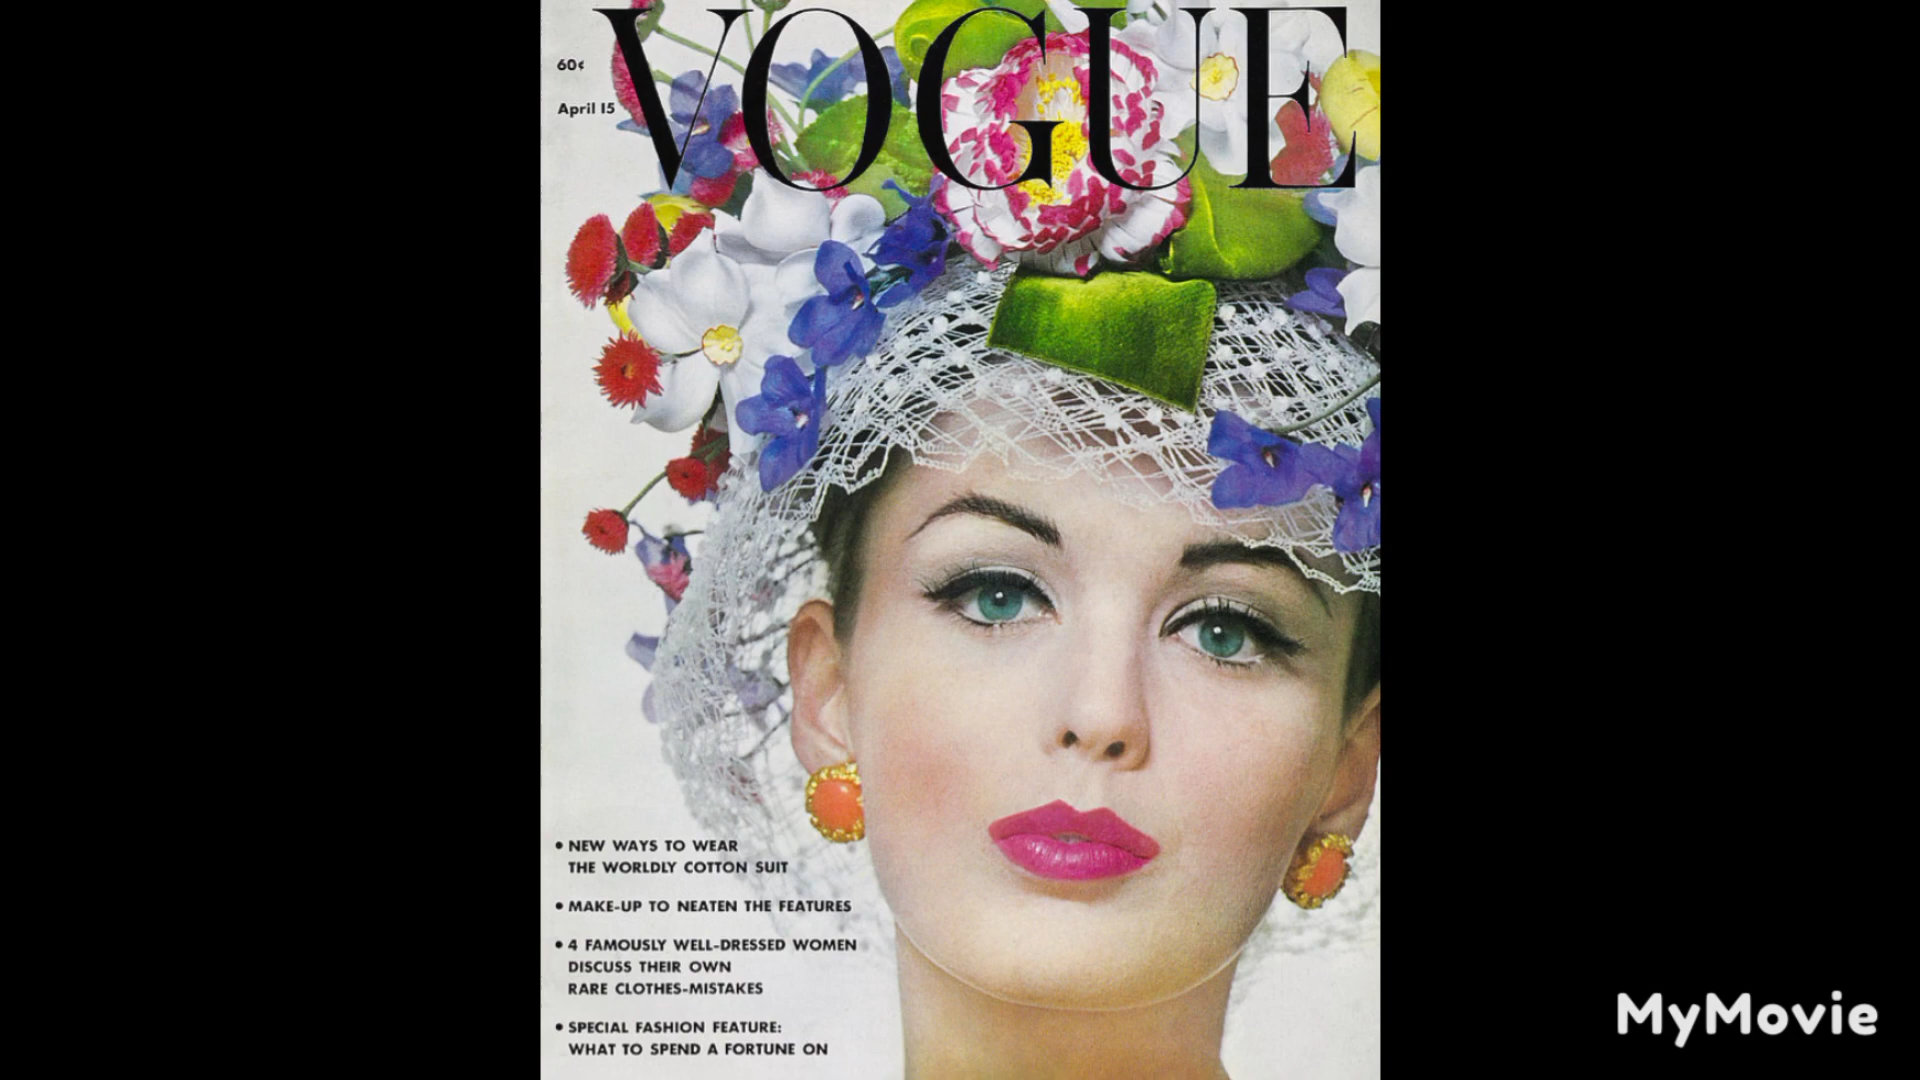 VOGUE
60¢
April 15
• NEW WAYS TO WEAR
THE WORLDLY COTTON SUIT
• MAKE-UP TO NEATEN THE FEATURES
• 4 FAMOUSLY WELL-DRESSED WOMEN
DISCUSS THEIR OWN
RARE CLOTHES-MISTAKES
• SPECIAL FASHION FEATURE:
WHAT TO SPEND A FORTUNE ON
MyMovie